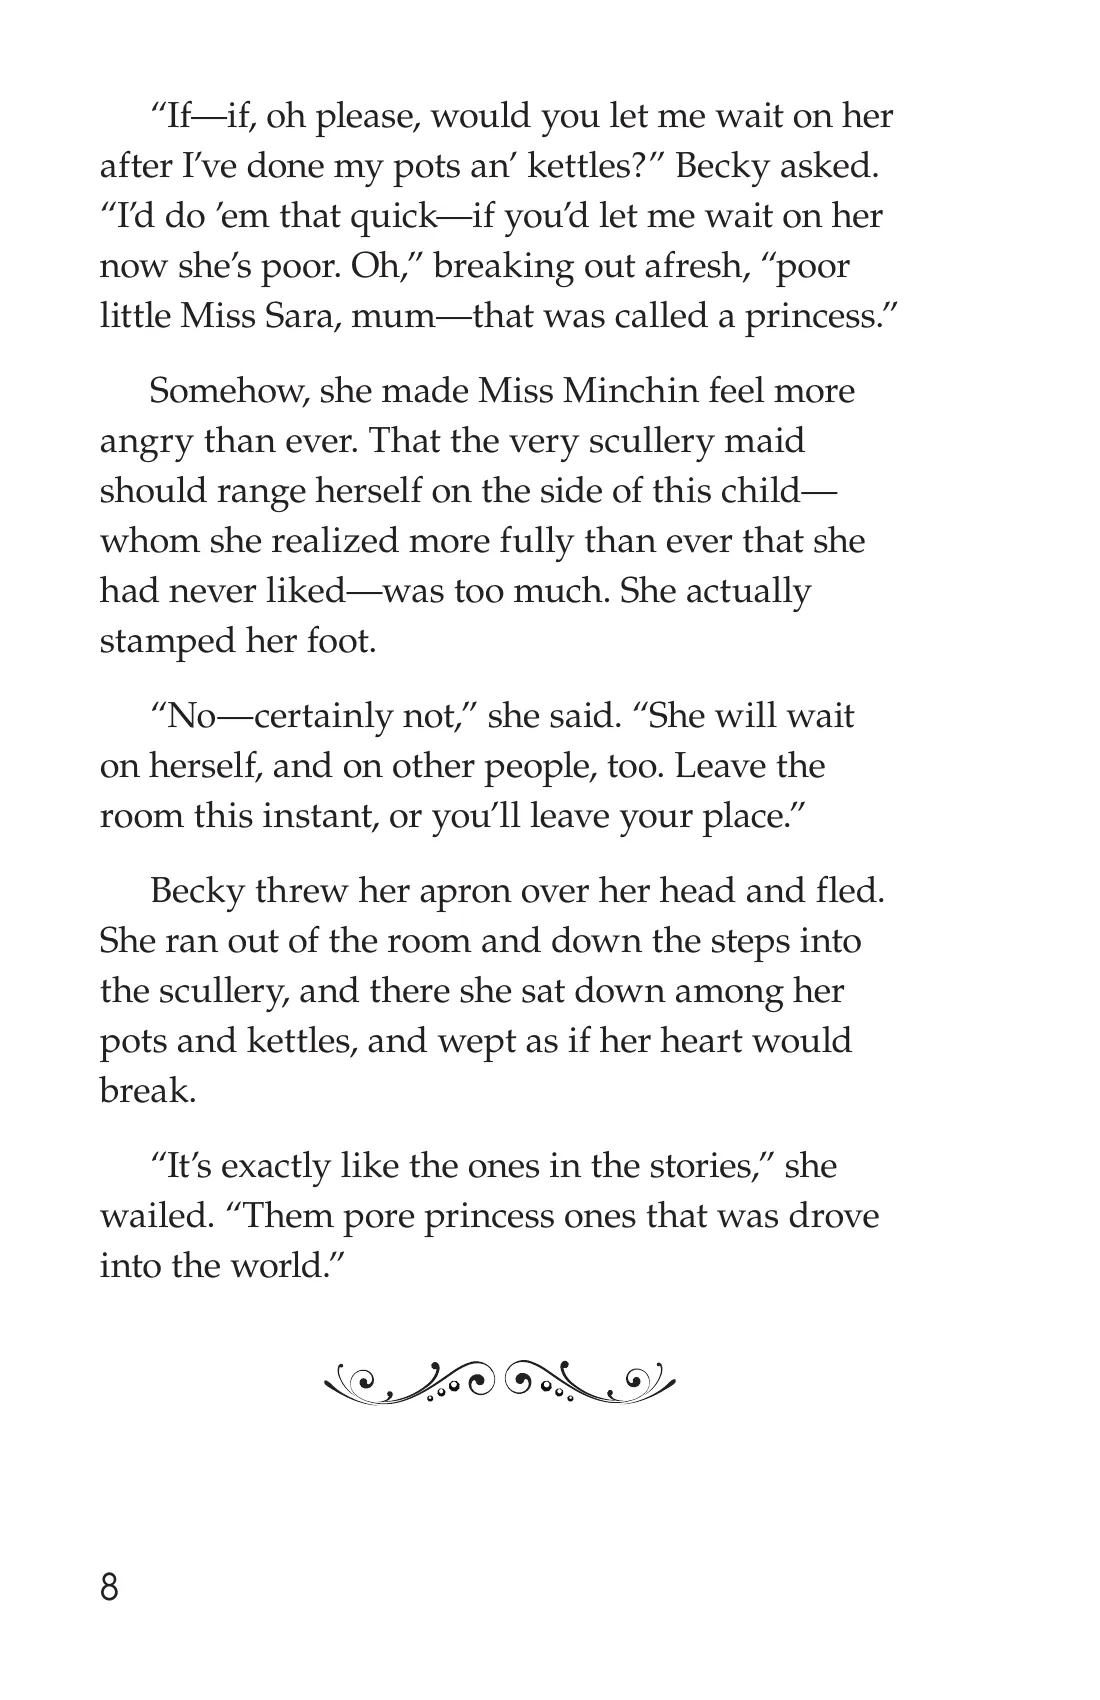 “If—if, oh please, would you let me wait on her
after I’ve done my pots an’ kettles?” Becky asked.
“I’d do ’em that quick—if you’d let me wait on her
now she’s poor. Oh,” breaking out afresh, “poor
little Miss Sara, mum—that was called a princess.”
Somehow, she made Miss Minchin feel more
angry than ever. That the very scullery maid
should range herself on the side of this child—
whom she realized more fully than ever that she
had never liked—was too much. She actually
stamped her foot.
“No—certainly not,” she said. “She will wait
on herself, and on other people, too. Leave the
room this instant, or you’ll leave your place.”
Becky threw her apron over her head and fled.
She ran out of the room and down the steps into
the scullery, and there she sat down among her
pots and kettles, and wept as if her heart would
break.
“It’s exactly like the ones in the stories,” she
wailed. “Them pore princess ones that was drove
into the world.”
8